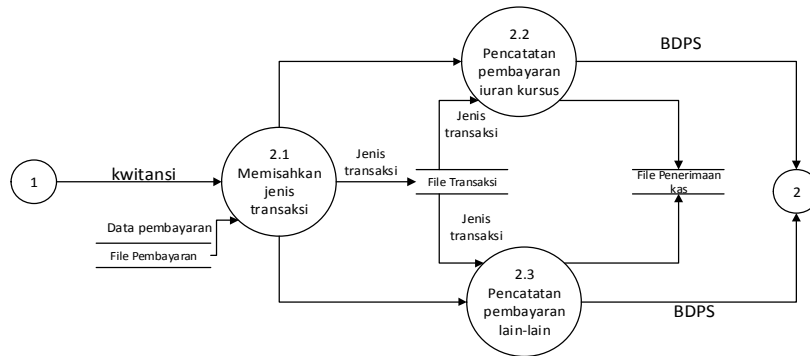 2.2
Pencatatan
pembayaran
iuran kursus
BDPS
Jenis
transaksi
2.1
Memisahkan
jenis
transaksi
Jenis
transaksi
1
kwitansi
File Transaksi
File Penerimaan
kas
2
Data pembayaran
File Pembayaran
Jenis
transaksi
2.3
Pencatatan
pembayaran
lain-lain
BDPS